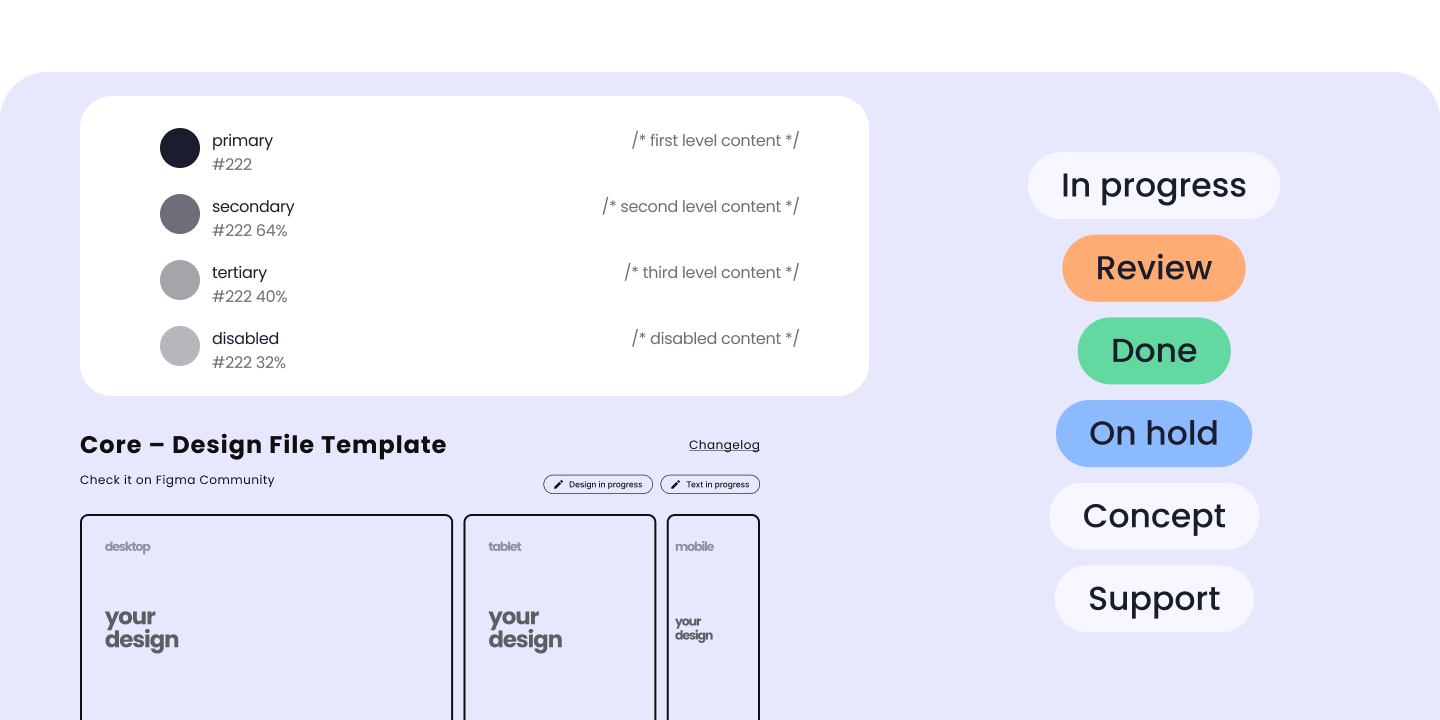 primary
#222
/* first level content */
secondary
#222 64%
/* second level content */
tertiary
#222 40%
/* third level content */
disabled
#222 32%
/* disabled content */
Core – Design File Template
Changelog
Check it on Figma Community
Design in progress
Text in progress
desktop
your
design
tablet
your
design
mobile
your
design
In progress
Review
Done
On hold
Concept
Support